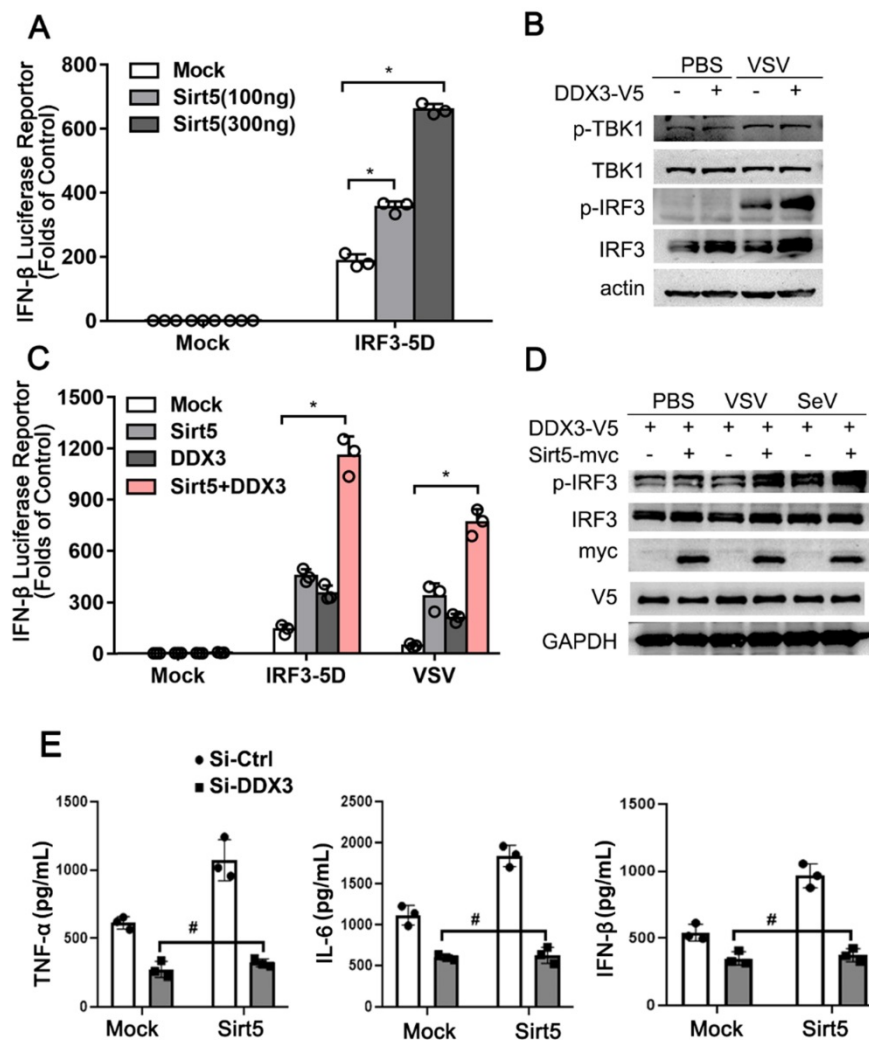 A
IFN-β Luciferase Reportor
(Folds of Control)
800
600
400
200
0
Mock
Sirt5(100ng)
Sirt5(300ng)
*
*
Mock
IRF3-5D
B
PBS VSV
DDX3-V5 - + - +
p-TBK1
TBK1
p-IRF3
IRF3
actin
C
IFN-β Luciferase Reportor
(Folds of Control)
1500
1200
900
600
300
0
Mock
Sirt5
DDX3
Sirt5+DDX3
*
*
Mock
IRF3-5D
VSV
D
PBS VSV SeV
DDX3-V5 + + + + + +
Sirt5-myc - + - + - +
p-IRF3
IRF3
myc
V5
GAPDH
E
Si-Ctrl
Si-DDX3
TNF-α (pg/mL)
1500
1000
500
0
#
Mock
Sirt5
IL-6 (pg/mL)
2500
2000
1500
1000
500
0
#
Mock
Sirt5
IFN-β (pg/mL)
1500
1000
500
0
#
Mock
Sirt5